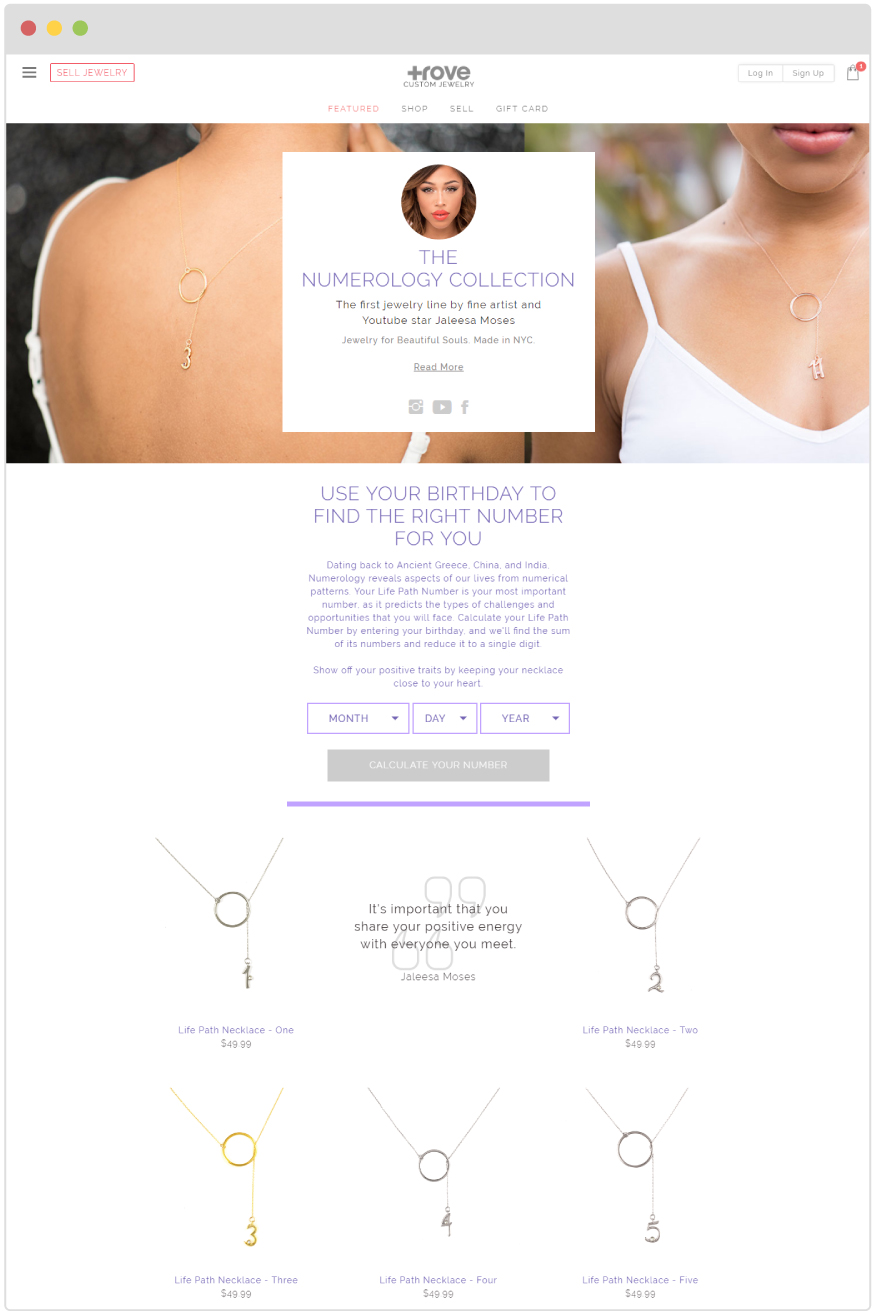 SELL JEWELRY
trove
CUSTOM JEWELRY
Log In
Sign Up
1
FEATURED
SHOP
SELL
GIFT CARD
3
11
THE
NUMEROLOGY COLLECTION
The first jewelry line by fine artist and
Youtube star Jaleesa Moses
Jewelry for Beautiful Souls. Made in NYC.
Read More
USE YOUR BIRTHDAY TO
FIND THE RIGHT NUMBER
FOR YOU
Dating back to Ancient Greece, China, and India,
Numerology reveals aspects of our lives from numerical
patterns. Your Life Path Number is your most important
number, as it predicts the types of challenges and
opportunities that you will face. Calculate your Life Path
Number by entering your birthday, and we'll find the sum
of its numbers and reduce it to a single digit.
Show off your positive traits by keeping your necklace
close to your heart.
MONTH
DAY
YEAR
CALCULATE YOUR NUMBER
1
It's important that you
share your positive energy
with everyone you meet.
Jaleesa Moses
2
Life Path Necklace - One
$49.99
Life Path Necklace - Two
$49.99
3
4
5
Life Path Necklace - Three
$49.99
Life Path Necklace - Four
$49.99
Life Path Necklace - Five
$49.99